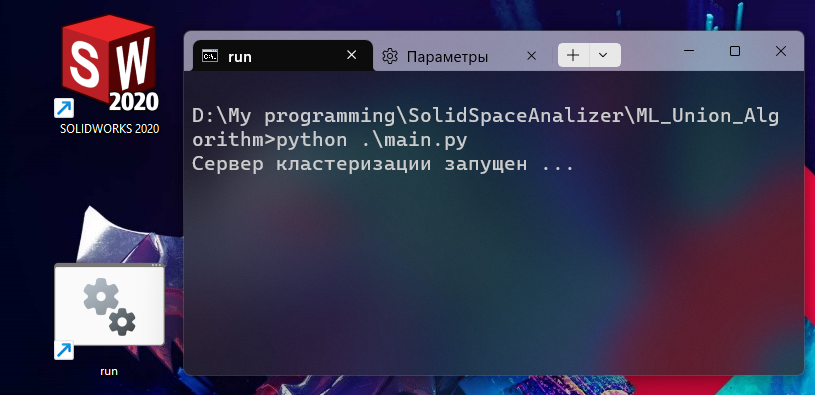 SW
2020
SOLIDWORKS 2020
run
C:\.
run
Параметры
D:\My programming\SolidSpaceAnalizer\ML_Union_Alg
orithm>python .\main.py
Сервер кластеризации запущен ...